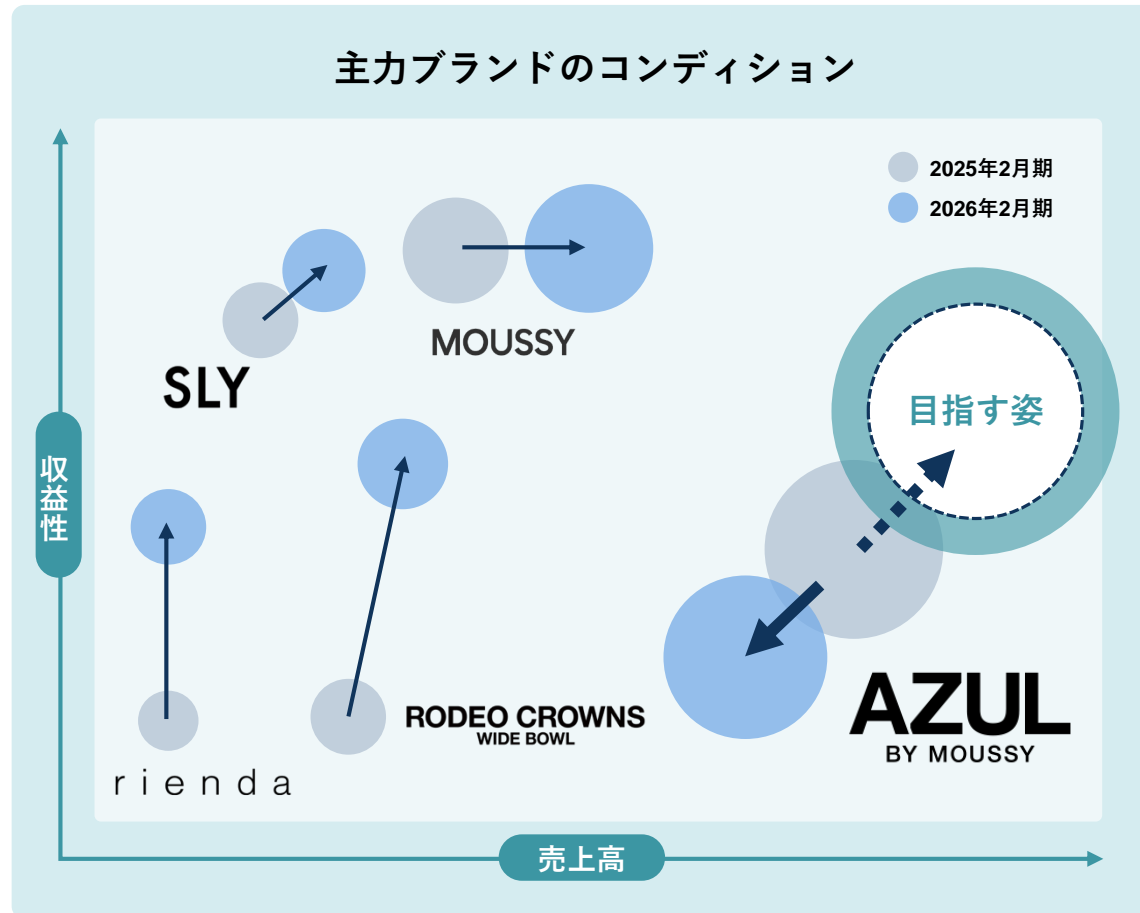 主力ブランドのコンディション
2025年2月期
2026年2月期
MOUSSY
SLY
目指す姿
収益性
RODEO CROWNS
WIDE BOWL
AZUL
BY MOUSSY
rienda
売上高